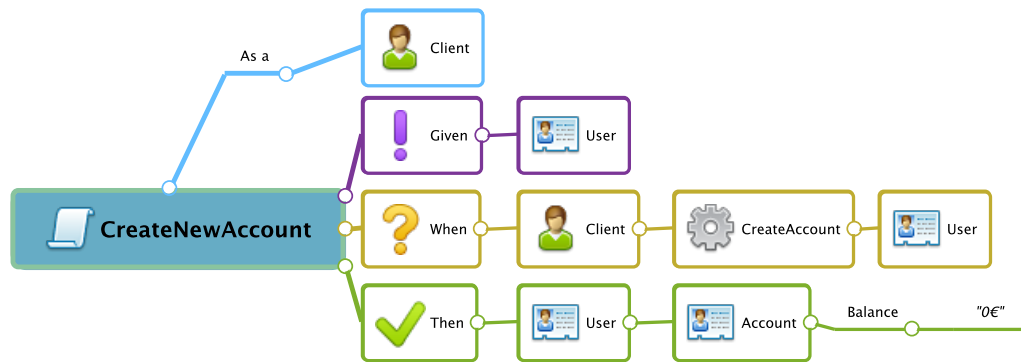 As a
Client
Given
User
CreateNewAccount
When
Client
CreateAccount
User
Then
User
Account
Balance
"0€"